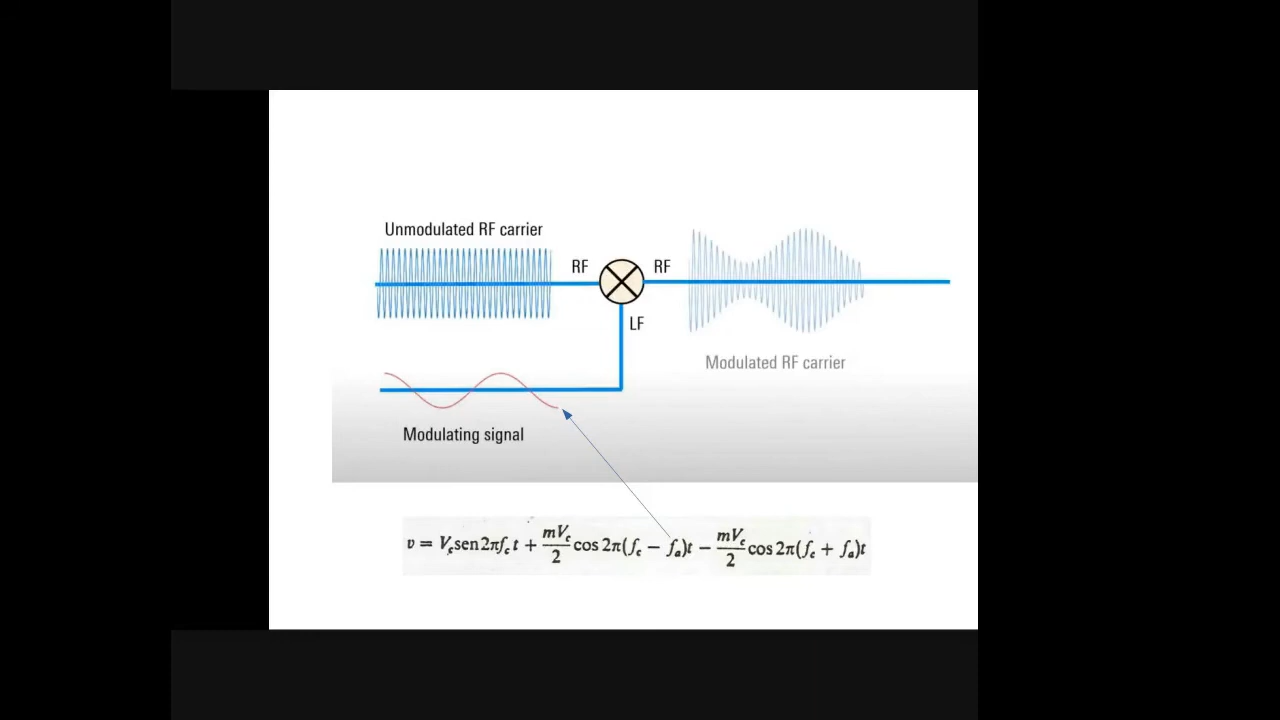 Unmodulated RF carrier
RF
RF
LF
Modulated RF carrier
Modulating signal
v = V_c sen 2πf_c t + mV_c/2 cos 2π(f_c − f_a)t − mV_c/2 cos 2π(f_c + f_a)t